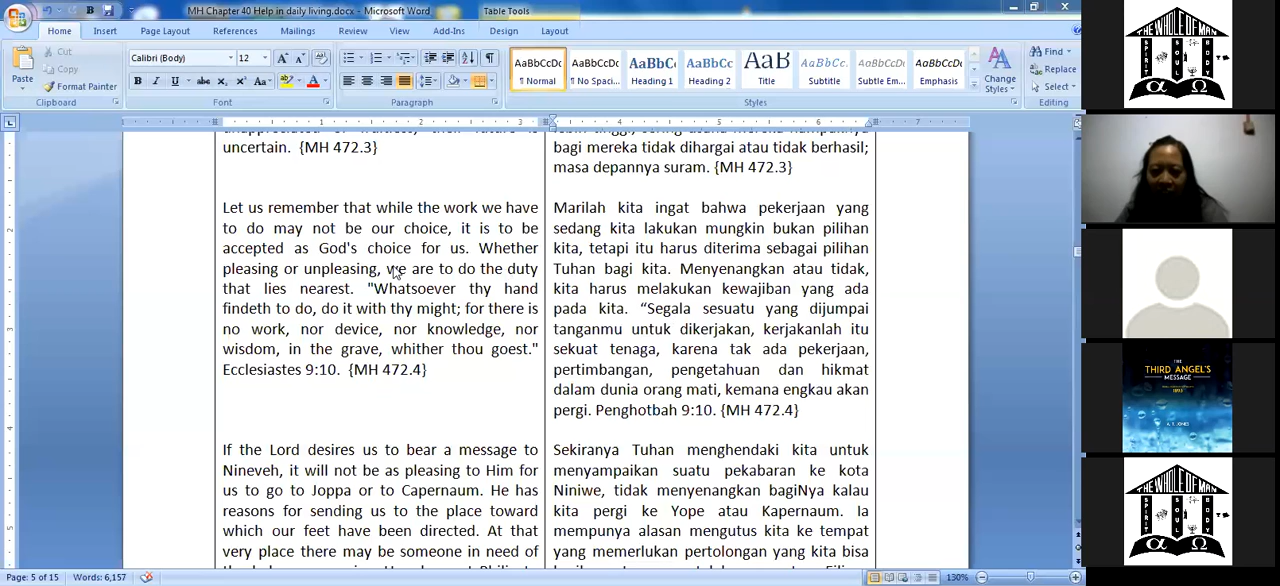 MH Chapter 40 Help in daily living.docx - Microsoft Word
Table Tools
Home Insert Page Layout References Mailings Review View Add-Ins Design Layout
Paste
Cut
Copy
Format Painter
Clipboard
Calibri (Body) 12
B I U abc x₂ x² Aa A
Font
Paragraph
AaBbCcDc AaBbCcDc AaBbCc AaBbCc AaB AaBbCc. AaBbCcDc AaBbCcDc
¶ Normal ¶ No Spaci... Heading 1 Heading 2 Title Subtitle Subtle Em... Emphasis
Styles
Change
Styles
Find
Replace
Select
Editing
uncertain. {MH 472.3}
Let us remember that while the work we have
to do may not be our choice, it is to be
accepted as God's choice for us. Whether
pleasing or unpleasing, we are to do the duty
that lies nearest. "Whatsoever thy hand
findeth to do, do it with thy might; for there is
no work, nor device, nor knowledge, nor
wisdom, in the grave, whither thou goest."
Ecclesiastes 9:10. {MH 472.4}
If the Lord desires us to bear a message to
Nineveh, it will not be as pleasing to Him for
us to go to Joppa or to Capernaum. He has
reasons for sending us to the place toward
which our feet have been directed. At that
very place there may be someone in need of
bagi mereka tidak dihargai atau tidak berhasil;
masa depannya suram. {MH 472.3}
Marilah kita ingat bahwa pekerjaan yang
sedang kita lakukan mungkin bukan pilihan
kita, tetapi itu harus diterima sebagai pilihan
Tuhan bagi kita. Menyenangkan atau tidak,
kita harus melakukan kewajiban yang ada
pada kita. “Segala sesuatu yang dijumpai
tanganmu untuk dikerjakan, kerjakanlah itu
sekuat tenaga, karena tak ada pekerjaan,
pertimbangan, pengetahuan dan hikmat
dalam dunia orang mati, kemana engkau akan
pergi. Penghotbah 9:10. {MH 472.4}
Sekiranya Tuhan menghendaki kita untuk
menyampaikan suatu pekabaran ke kota
Niniwe, tidak menyenangkan bagiNya kalau
kita pergi ke Yope atau Kapernaum. Ia
mempunyai alasan mengutus kita ke tempat
yang memerlukan pertolongan yang kita bisa
Page: 5 of 15 Words: 6,157
130%
THE WHOLE OF MAN
SPIRIT SOUL BODY
α Ω
THE
THIRD ANGEL'S
MESSAGE
1893
A. T. JONES
THE WHOLE OF MAN
SPIRIT SOUL BODY
α Ω